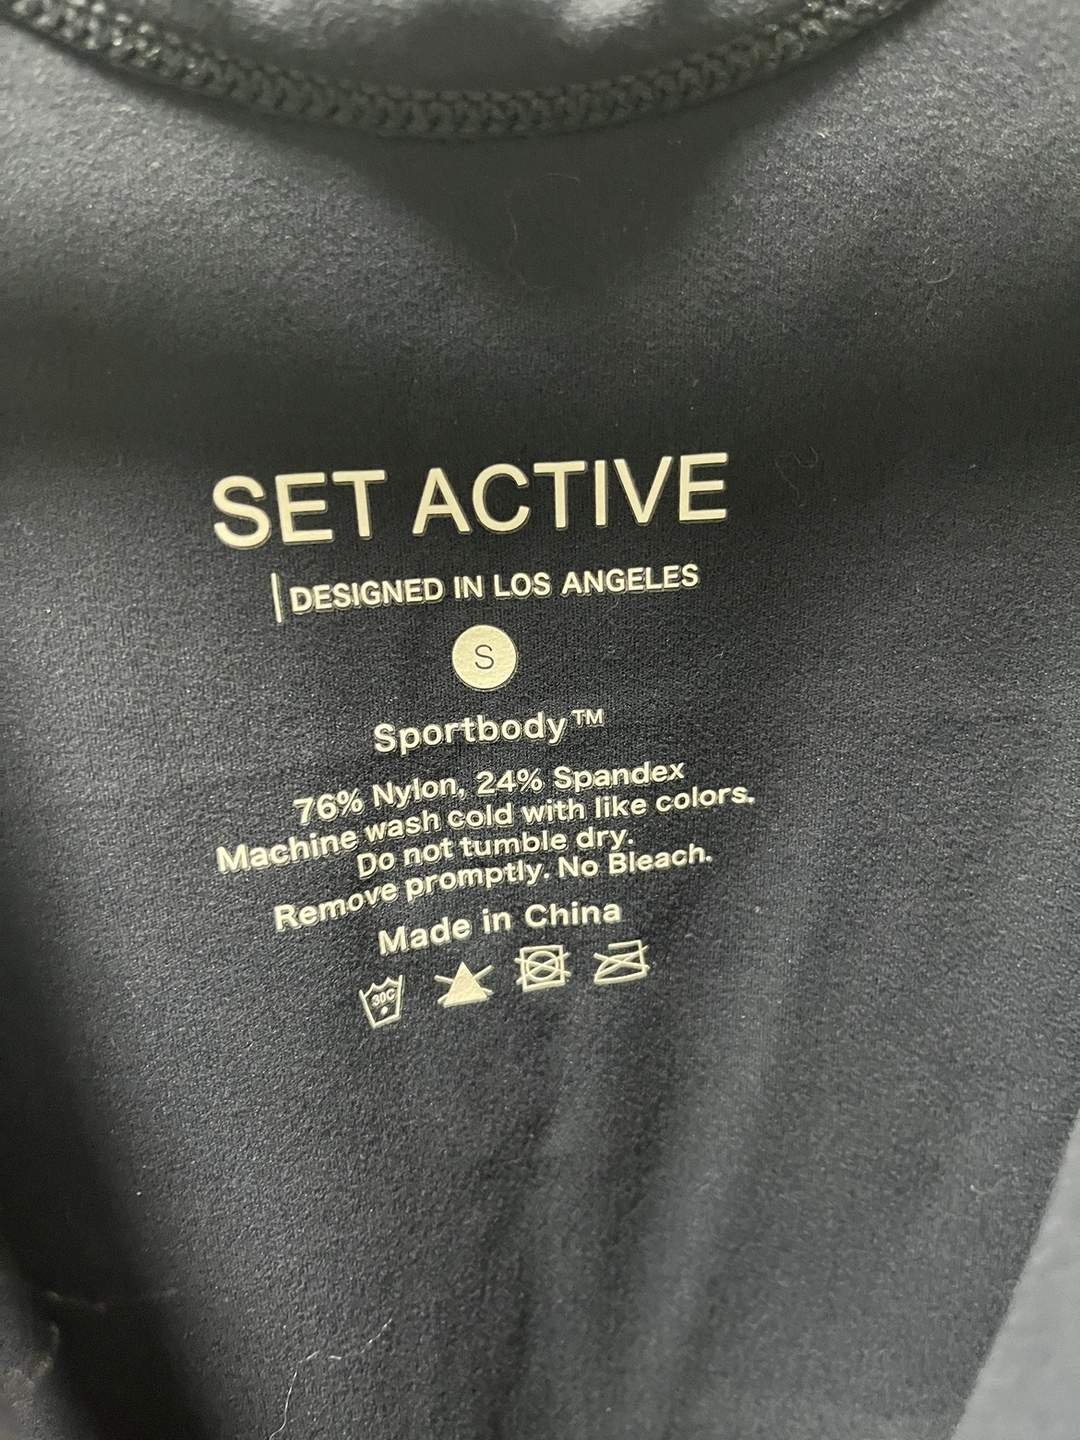 SET ACTIVE
DESIGNED IN LOS ANGELES
S
Sportbody™
76% Nylon, 24% Spandex
Machine wash cold with like colors.
Do not tumble dry.
Remove promptly. No Bleach.
Made in China
30C